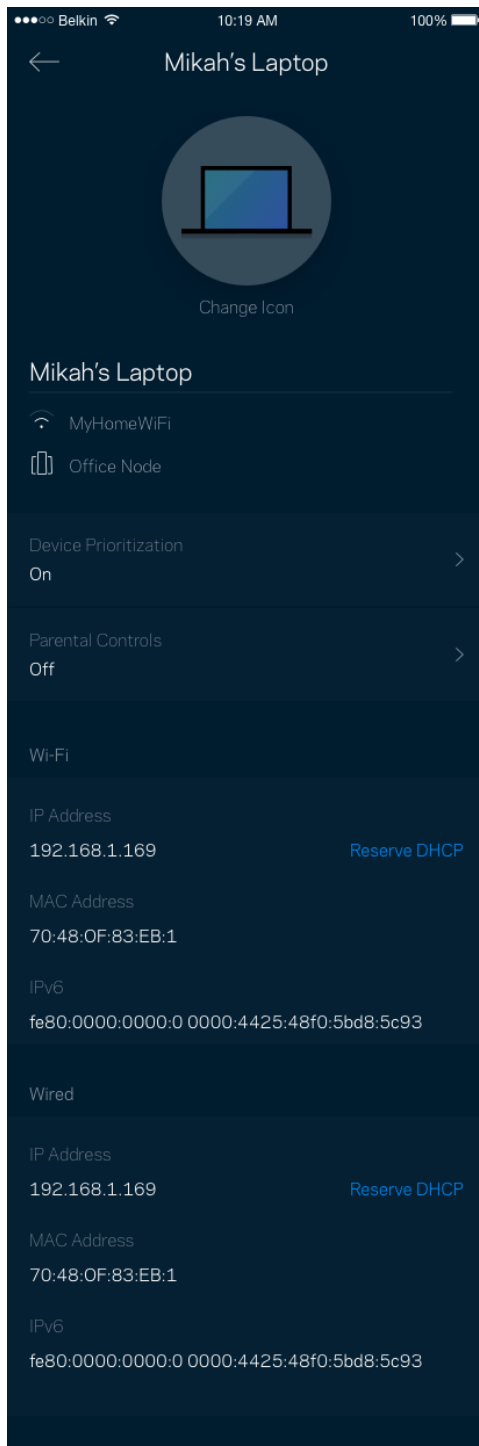 ●●●○○ Belkin 10:19 AM 100%
Mikah’s Laptop
Change Icon
Mikah’s Laptop
MyHomeWiFi
Office Node
Device Prioritization
On
Parental Controls
Off
Wi-Fi
IP Address
192.168.1.169 Reserve DHCP
MAC Address
70:48:0F:83:EB:1
IPv6
fe80:0000:0000:0 0000:4425:48f0:5bd8:5c93
Wired
IP Address
192.168.1.169 Reserve DHCP
MAC Address
70:48:0F:83:EB:1
IPv6
fe80:0000:0000:0 0000:4425:48f0:5bd8:5c93